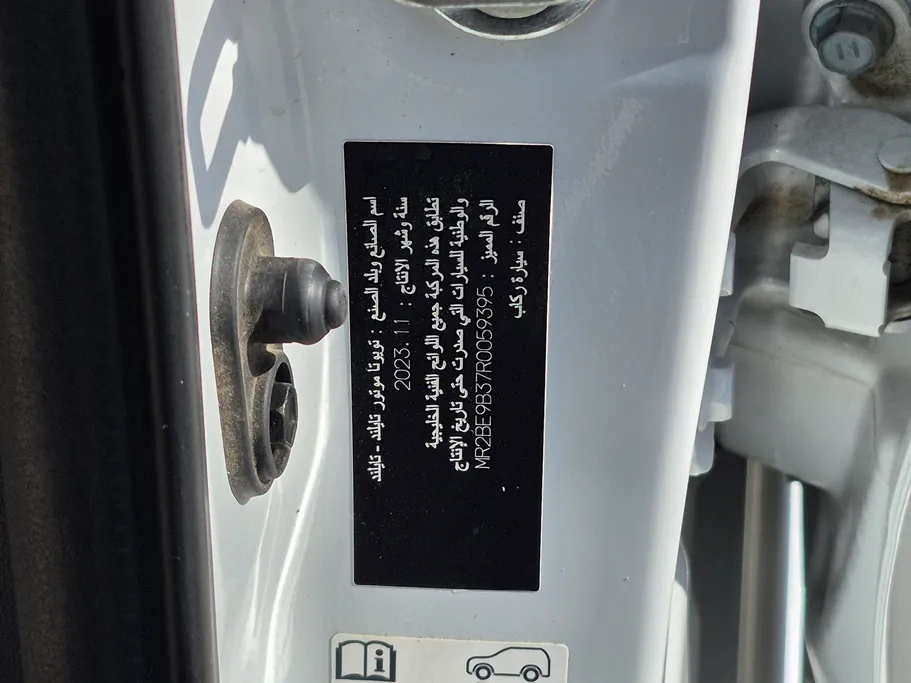 اسم الصانع وبلد الصنع : تويوتا موتور تايلند - تايلند
سنة وشهر الانتاج : 2023.11
تطابق هذه المركبة جميع اللوائح الفنية الخليجية
والوطنية للسيارات التي صدرت حتى تاريخ الإنتاج
الرقم المميز : MR2BE9B37R0059395
صنف : سيارة ركاب